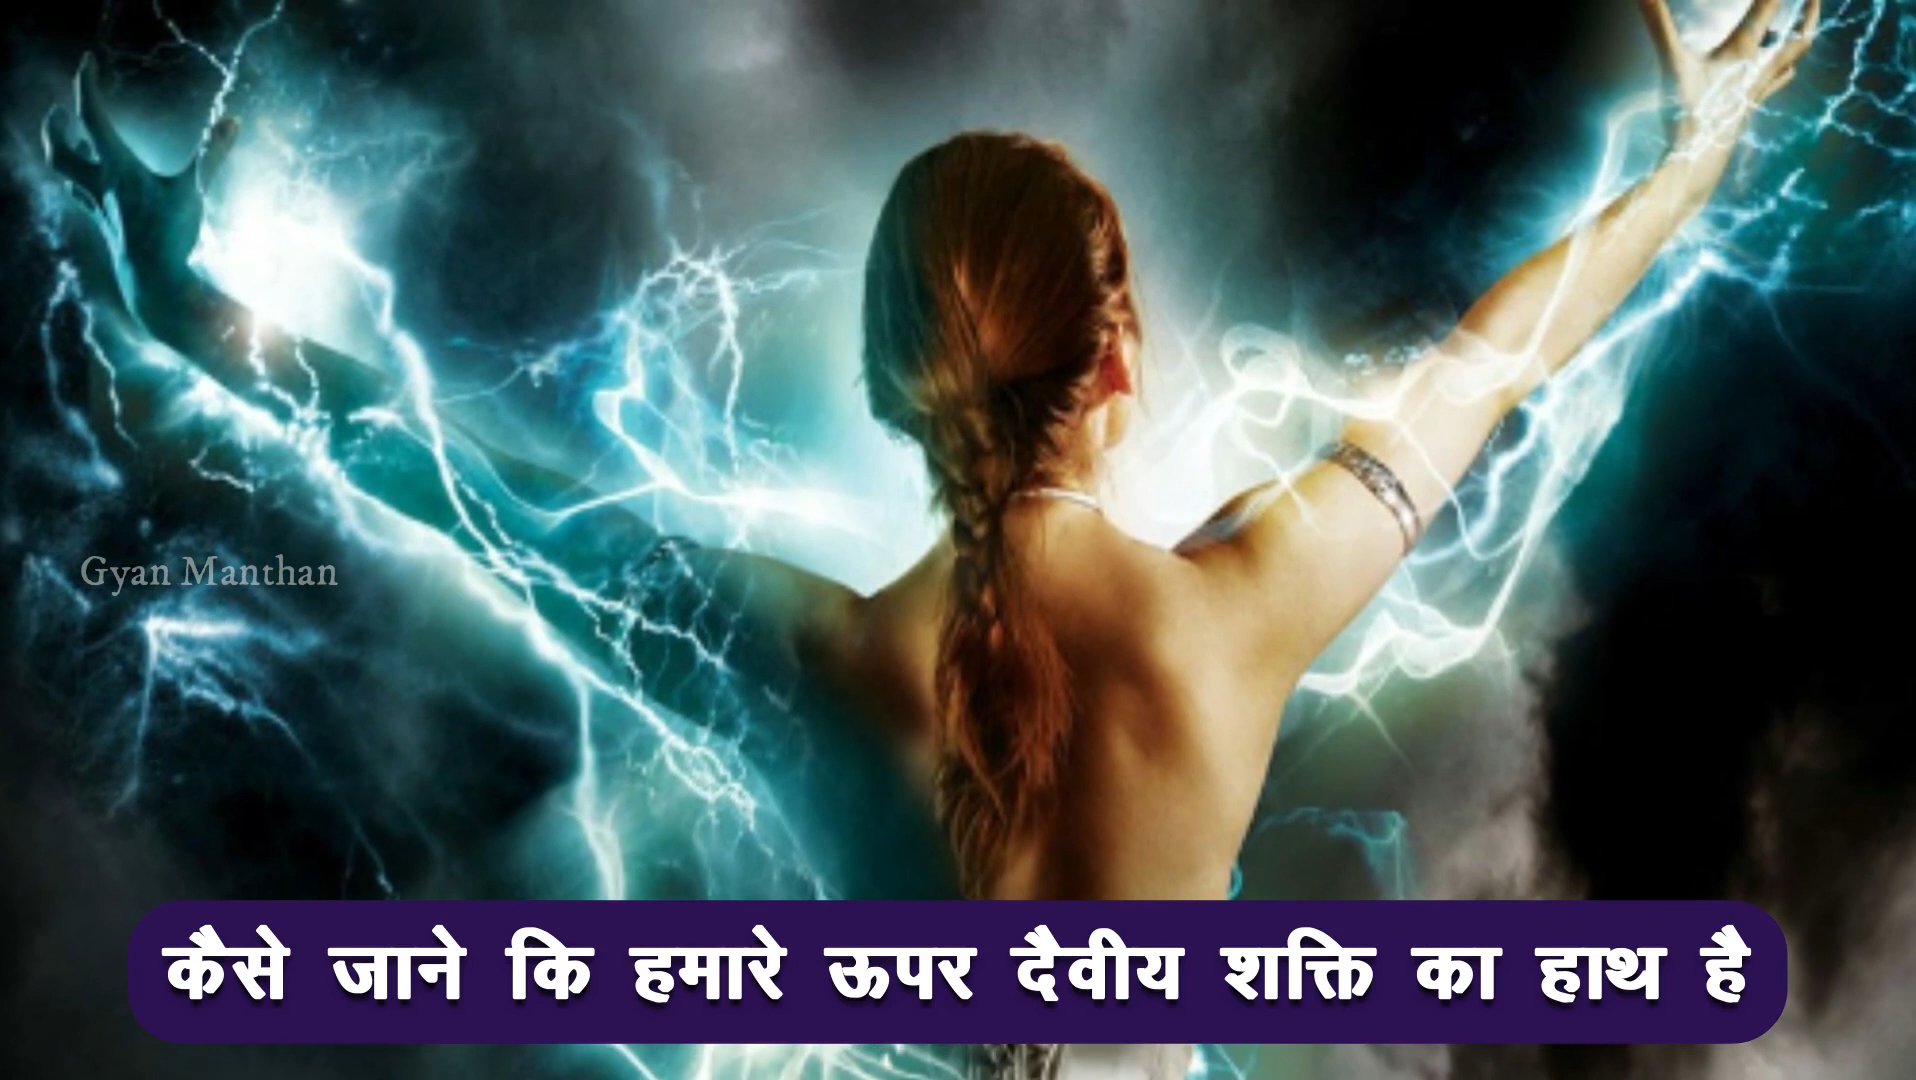 Gyan Manthan
कैसे जाने कि हमारे ऊपर दैवीय शक्ति का हाथ है